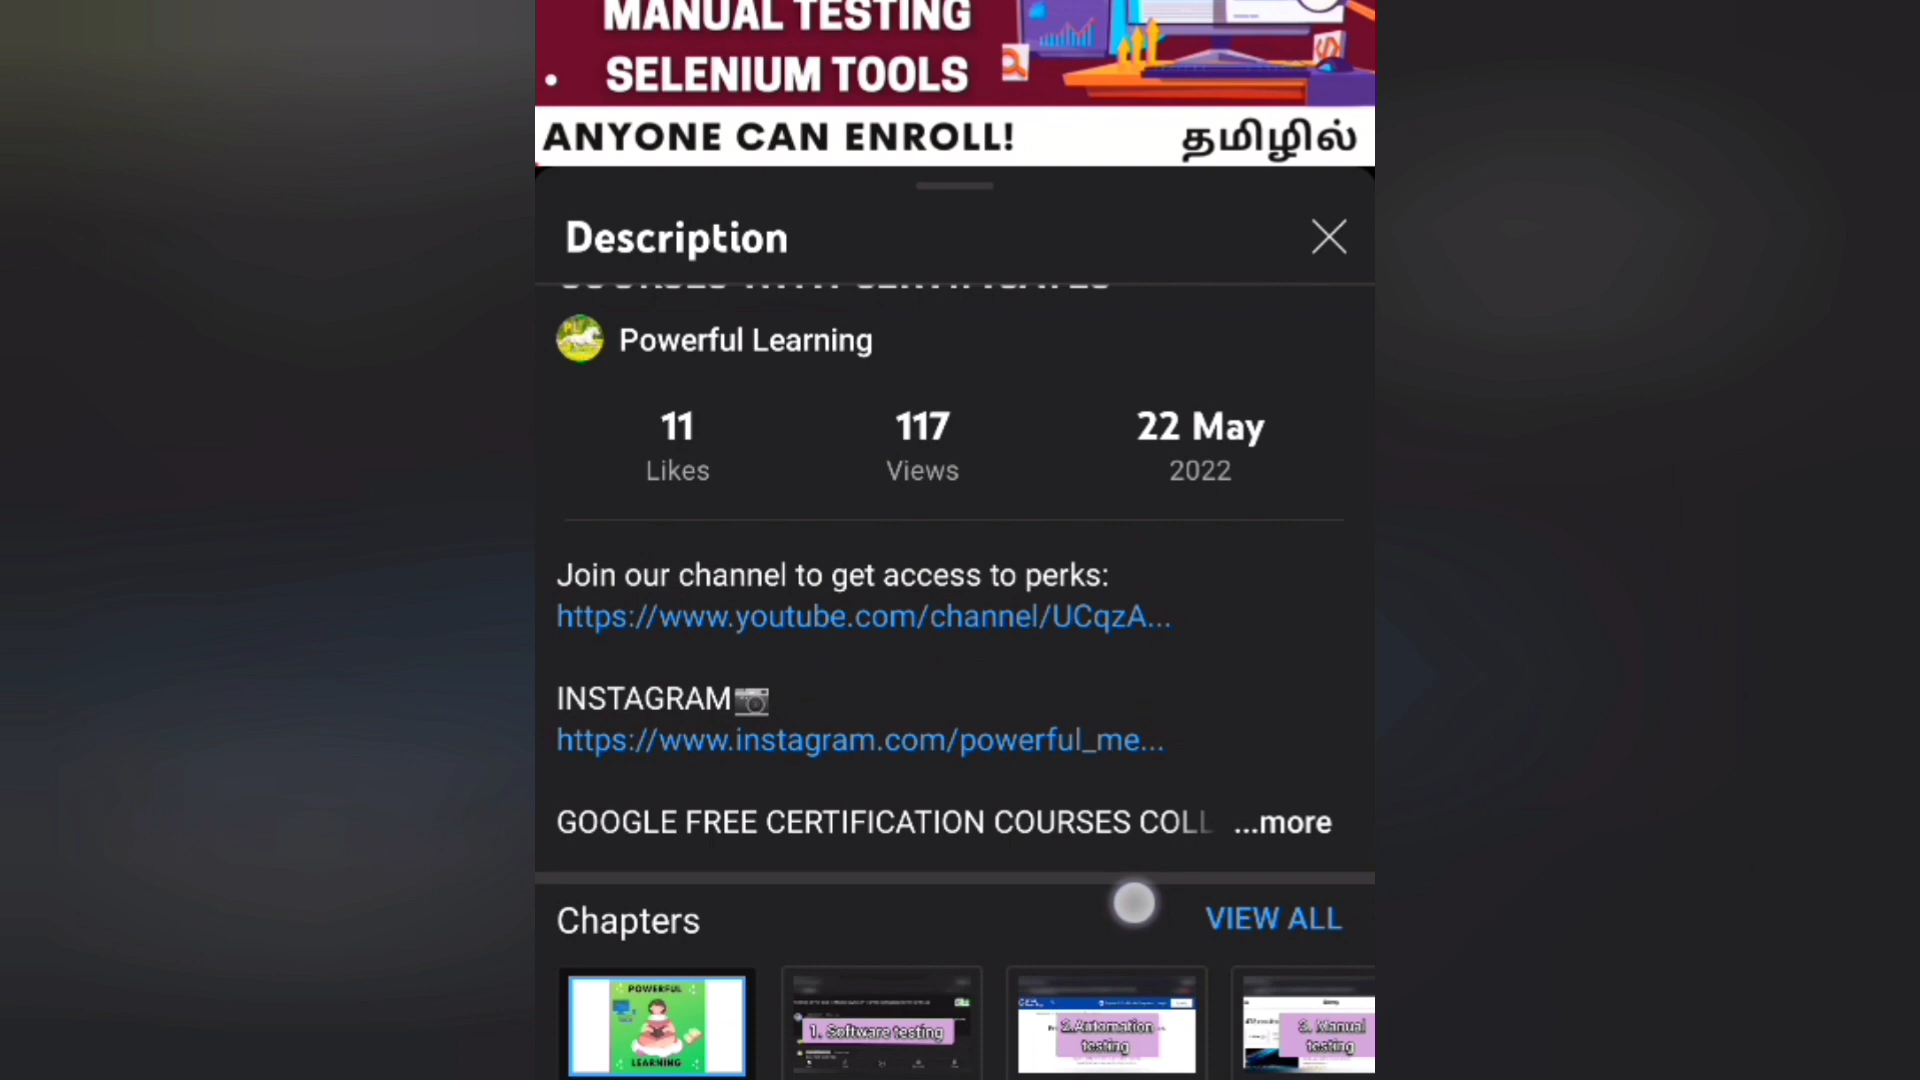 MANUAL TESTING
• SELENIUM TOOLS
ANYONE CAN ENROLL! தமிழில்
Description
COURSES WITH CERTIFICATES
Powerful Learning
11 117 22 May
Likes Views 2022
Join our channel to get access to perks:
https://www.youtube.com/channel/UCqzA...
INSTAGRAM📷
https://www.instagram.com/powerful_me...
GOOGLE FREE CERTIFICATION COURSES COLL ...more
Chapters VIEW ALL
POWERFUL
LEARNING
1. Software testing
2.Automation
testing
3. Manual
testing